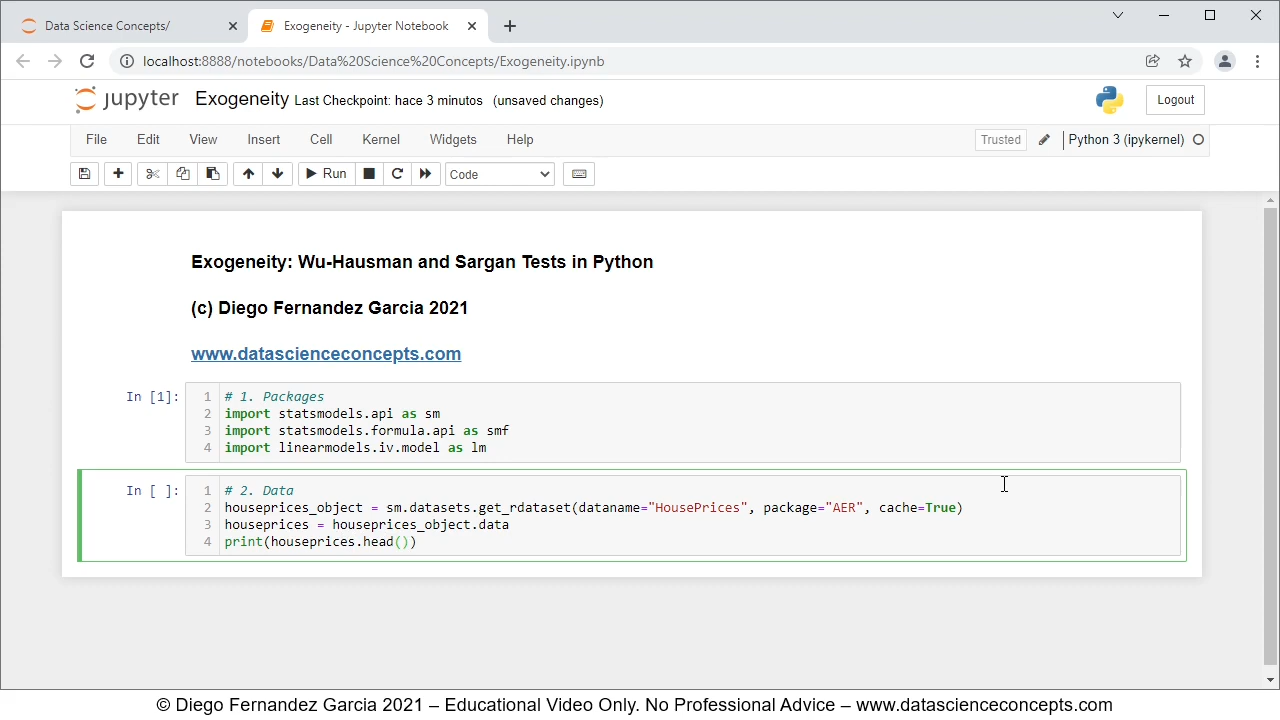 Data Science Concepts/
Exogeneity - Jupyter Notebook
localhost:8888/notebooks/Data%20Science%20Concepts/Exogeneity.ipynb
jupyter Exogeneity Last Checkpoint: hace 3 minutos (unsaved changes)
Logout
File Edit View Insert Cell Kernel Widgets Help
Trusted Python 3 (ipykernel)
Run Code
Exogeneity: Wu-Hausman and Sargan Tests in Python
(c) Diego Fernandez Garcia 2021
www.datascienceconcepts.com
In [1]:
1 # 1. Packages
2 import statsmodels.api as sm
3 import statsmodels.formula.api as smf
4 import linearmodels.iv.model as lm
In [ ]:
1 # 2. Data
2 houseprices_object = sm.datasets.get_rdataset(dataname="HousePrices", package="AER", cache=True)
3 houseprices = houseprices_object.data
4 print(houseprices.head())
© Diego Fernandez Garcia 2021 – Educational Video Only. No Professional Advice – www.datascienceconcepts.com